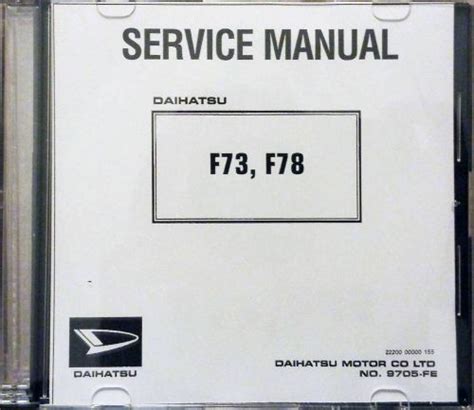 SERVICE MANUAL
DAIHATSU
F73, F78
22200 00000 155
DAIHATSU
DAIHATSU MOTOR CO LTD
NO. 9705-FE